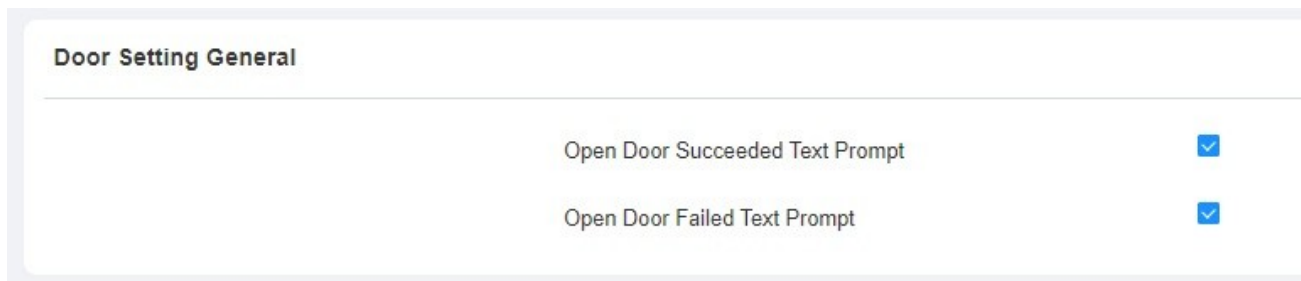 Door Setting General
Open Door Succeeded Text Prompt
Open Door Failed Text Prompt